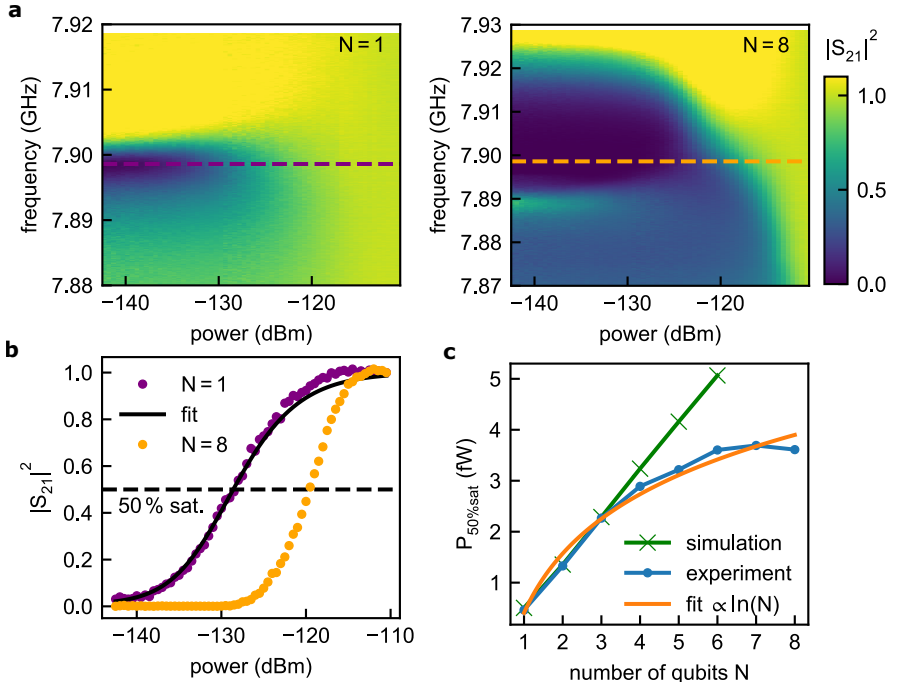 a
7.92
7.91
7.90
7.89
7.88
frequency (GHz)
N = 1
−140
−130
−120
power (dBm)
7.93
7.92
7.91
7.90
7.89
7.88
7.87
frequency (GHz)
N = 8
−140
−130
−120
power (dBm)
|S21|²
1.0
0.5
0.0
b
1.0
0.8
0.6
0.4
0.2
0.0
|S21|²
N = 1
fit
N = 8
50 % sat.
−140
−130
−120
−110
power (dBm)
c
5
4
3
2
1
P50%sat (fW)
simulation
experiment
fit ∝ln(N)
1 2 3 4 5 6 7 8
number of qubits N